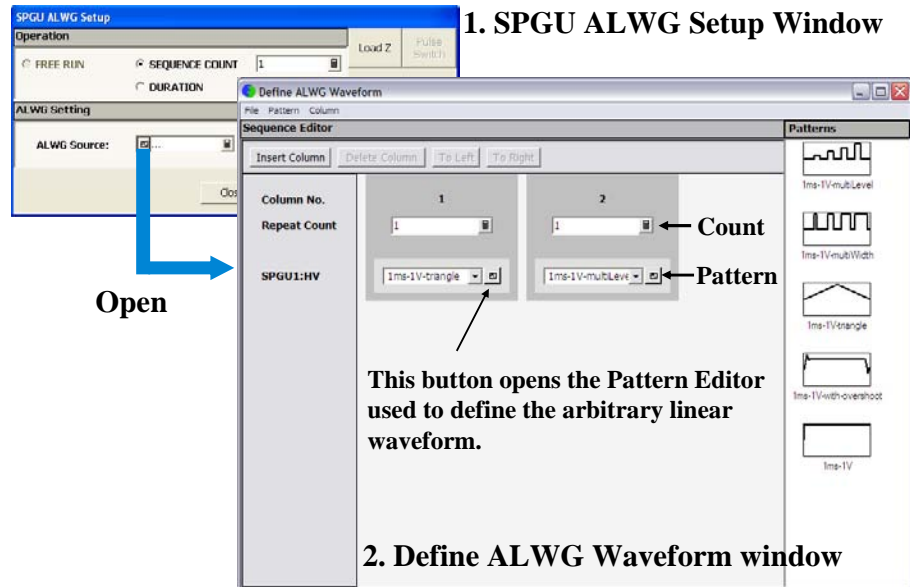 SPGU ALWG Setup
1. SPGU ALWG Setup Window
Operation
Load Z
Pulse Switch
FREE RUN
SEQUENCE COUNT
1
DURATION
ALWG Setting
ALWG Source:
...
Clos
Open
Define ALWG Waveform
File Pattern Column
Sequence Editor
Patterns
Insert Column
Delete Column
To Left
To Right
Column No.
1
2
Repeat Count
1
1
Count
SPGU1:HV
1ms-1V-triangle
1ms-1V-multiLeve
Pattern
This button opens the Pattern Editor
used to define the arbitrary linear
waveform.
1ms-1V-multiLevel
1ms-1V-multiWidth
1ms-1V-triangle
1ms-1V-with-overshoot
1ms-1V
2. Define ALWG Waveform window